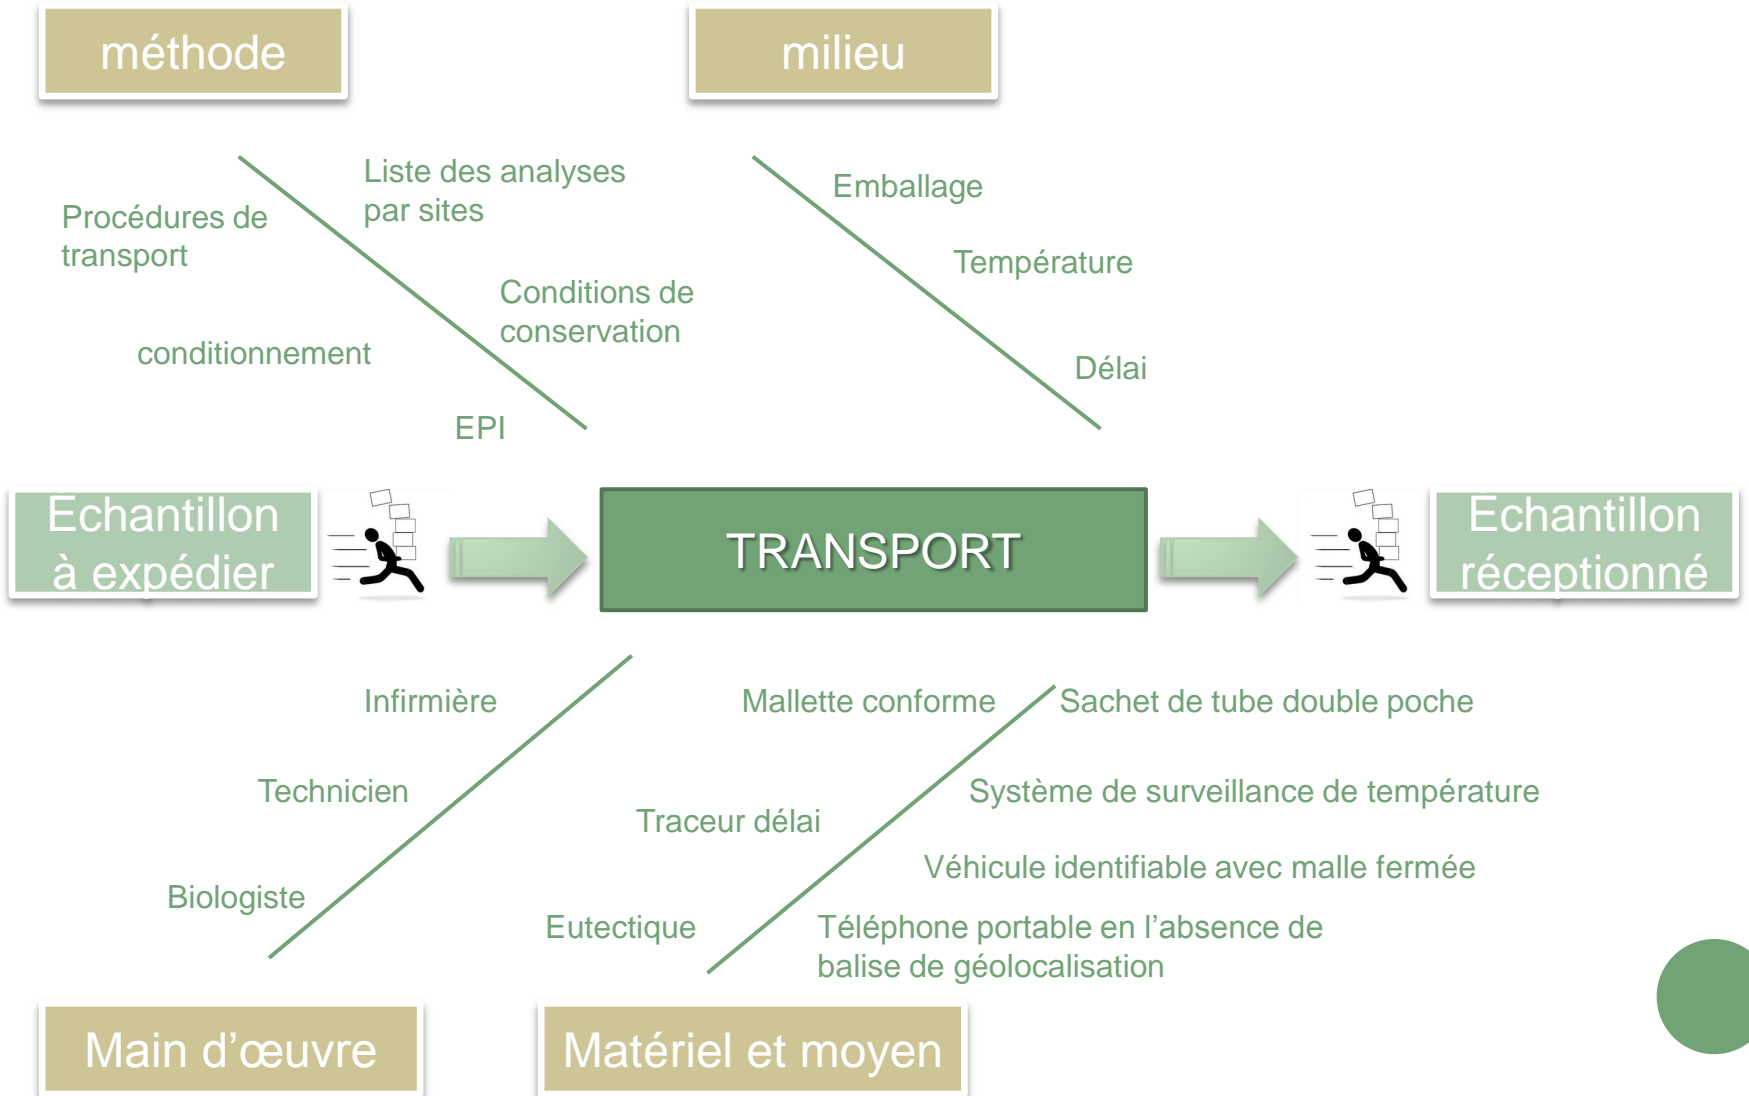 méthode
milieu
Liste des analyses
par sites
Procédures de
transport
Conditions de
conservation
conditionnement
EPI
Emballage
Température
Délai
Échantillon
à expédier
TRANSPORT
Échantillon
réceptionné
Infirmière
Technicien
Biologiste
Mallette conforme
Sachet de tube double poche
Système de surveillance de température
Traceur délai
Véhicule identifiable avec malle fermée
Eutectique
Téléphone portable en l’absence de
balise de géolocalisation
Main d’œuvre
Matériel et moyen